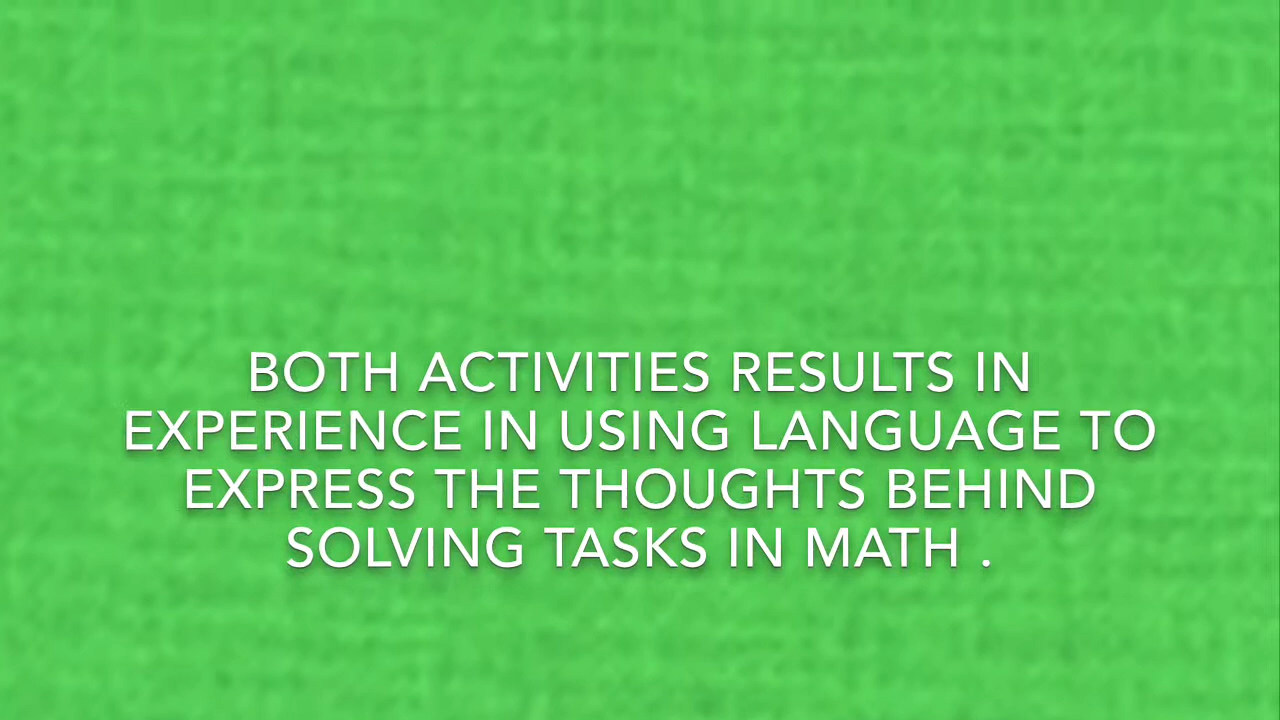 BOTH ACTIVITIES RESULTS IN
EXPERIENCE IN USING LANGUAGE TO
EXPRESS THE THOUGHTS BEHIND
SOLVING TASKS IN MATH .